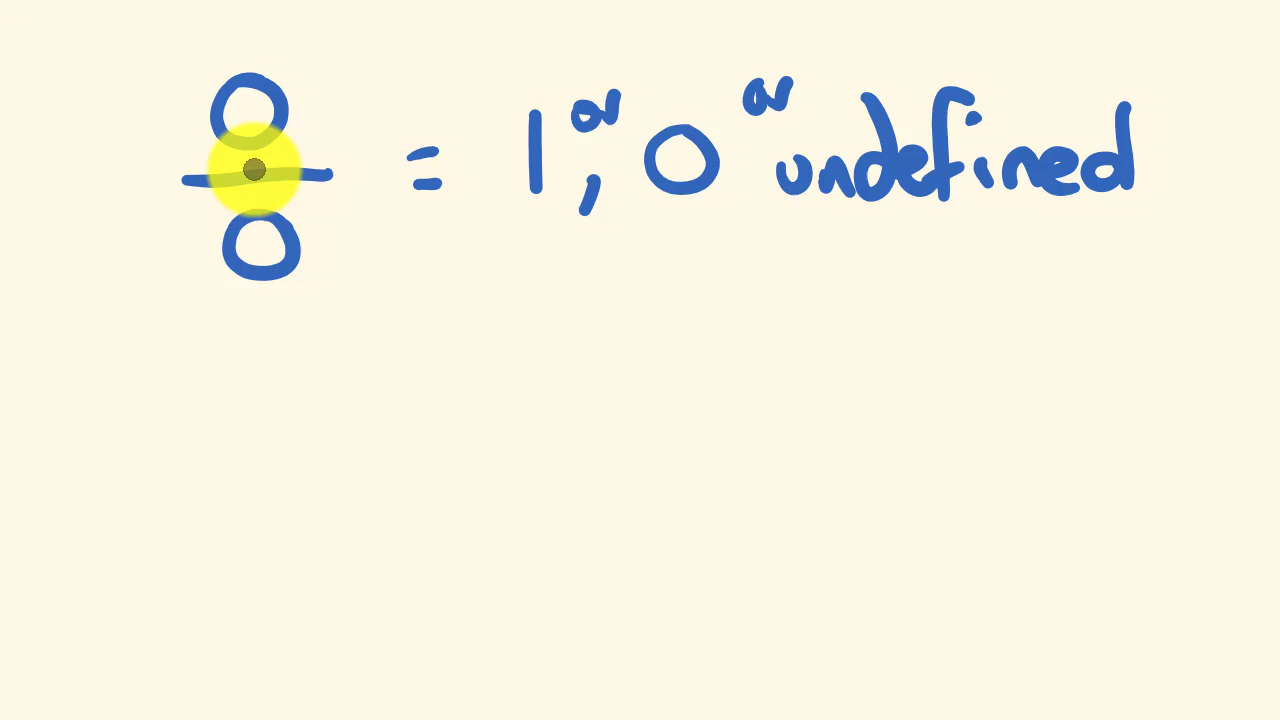 0/0 = 1, or 0 or undefined